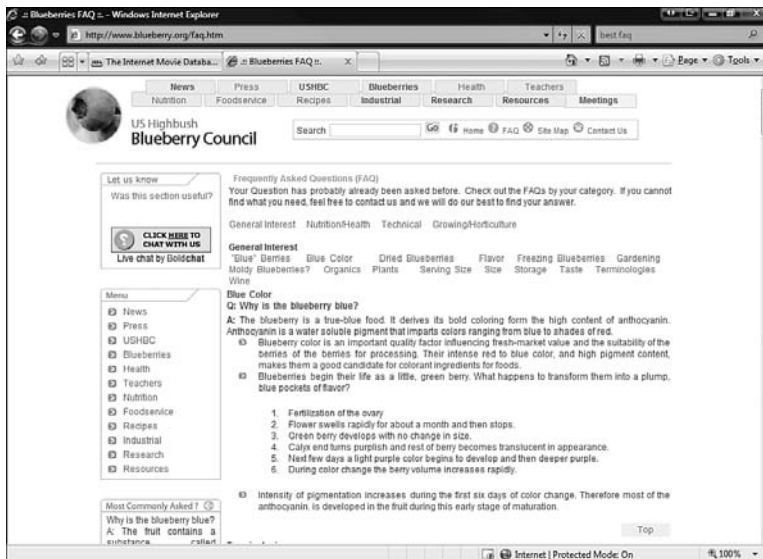 .:: Blueberries FAQ ::. - Windows Internet Explorer
http://www.blueberry.org/faq.htm
best faq
The Internet Movie Databa...
.:: Blueberries FAQ ::.
Page
Tools
News Press USHBC Blueberries Health Teachers
Nutrition Foodservice Recipes Industrial Research Resources Meetings
US Highbush
Blueberry Council
Search GO Home FAQ Site Map Contact Us
Let us know
Was this section useful?
CLICK HERE TO
CHAT WITH US
Live chat by Boldchat
Menu
News
Press
USHBC
Blueberries
Health
Teachers
Nutrition
Foodservice
Recipes
Industrial
Research
Resources
Most Commonly Asked ?
Why is the blueberry blue?
A: The fruit contains a
substance called
Frequently Asked Questions (FAQ)
Your Question has probably already been asked before. Check out the FAQs by your category. If you cannot
find what you need, feel free to contact us and we will do our best to find your answer.
General Interest Nutrition/Health Technical Growing/Horticulture
General Interest
"Blue" Berries Blue Color Dried Blueberries Flavor Freezing Blueberries Gardening
Moldy Blueberries? Organics Plants Serving Size Size Storage Taste Terminologies
Wine
Blue Color
Q: Why is the blueberry blue?
A: The blueberry is a true-blue food. It derives its bold coloring form the high content of anthocyanin.
Anthocyanin is a water soluble pigment that imparts colors ranging from blue to shades of red.
Blueberry color is an important quality factor influencing fresh-market value and the suitability of the
berries of the berries for processing. Their intense red to blue color, and high pigment content,
makes them a good candidate for colorant ingredients for foods.
Blueberries begin their life as a little, green berry. What happens to transform them into a plump,
blue pockets of flavor?
1. Fertilization of the ovary
2. Flower swells rapidly for about a month and then stops.
3. Green berry develops with no change in size.
4. Calyx end turns purplish and rest of berry becomes translucent in appearance.
5. Next few days a light purple color begins to develop and then deeper purple.
6. During color change the berry volume increases rapidly.
Intensity of pigmentation increases during the first six days of color change. Therefore most of the
anthocyanin. is developed in the fruit during this early stage of maturation.
Top
Internet | Protected Mode: On
100%